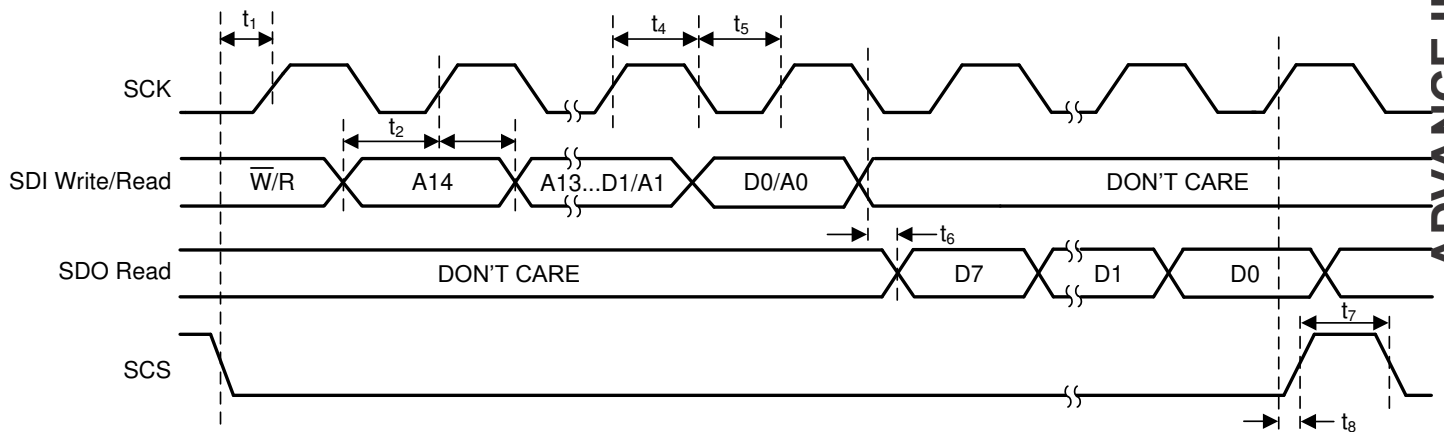 t1
t4
t5
SCK
t2
SDI Write/Read
W̅/R
A14
A13...D1/A1
D0/A0
DON'T CARE
t6
SDO Read
DON'T CARE
D7
D1
D0
t7
SCS
t8